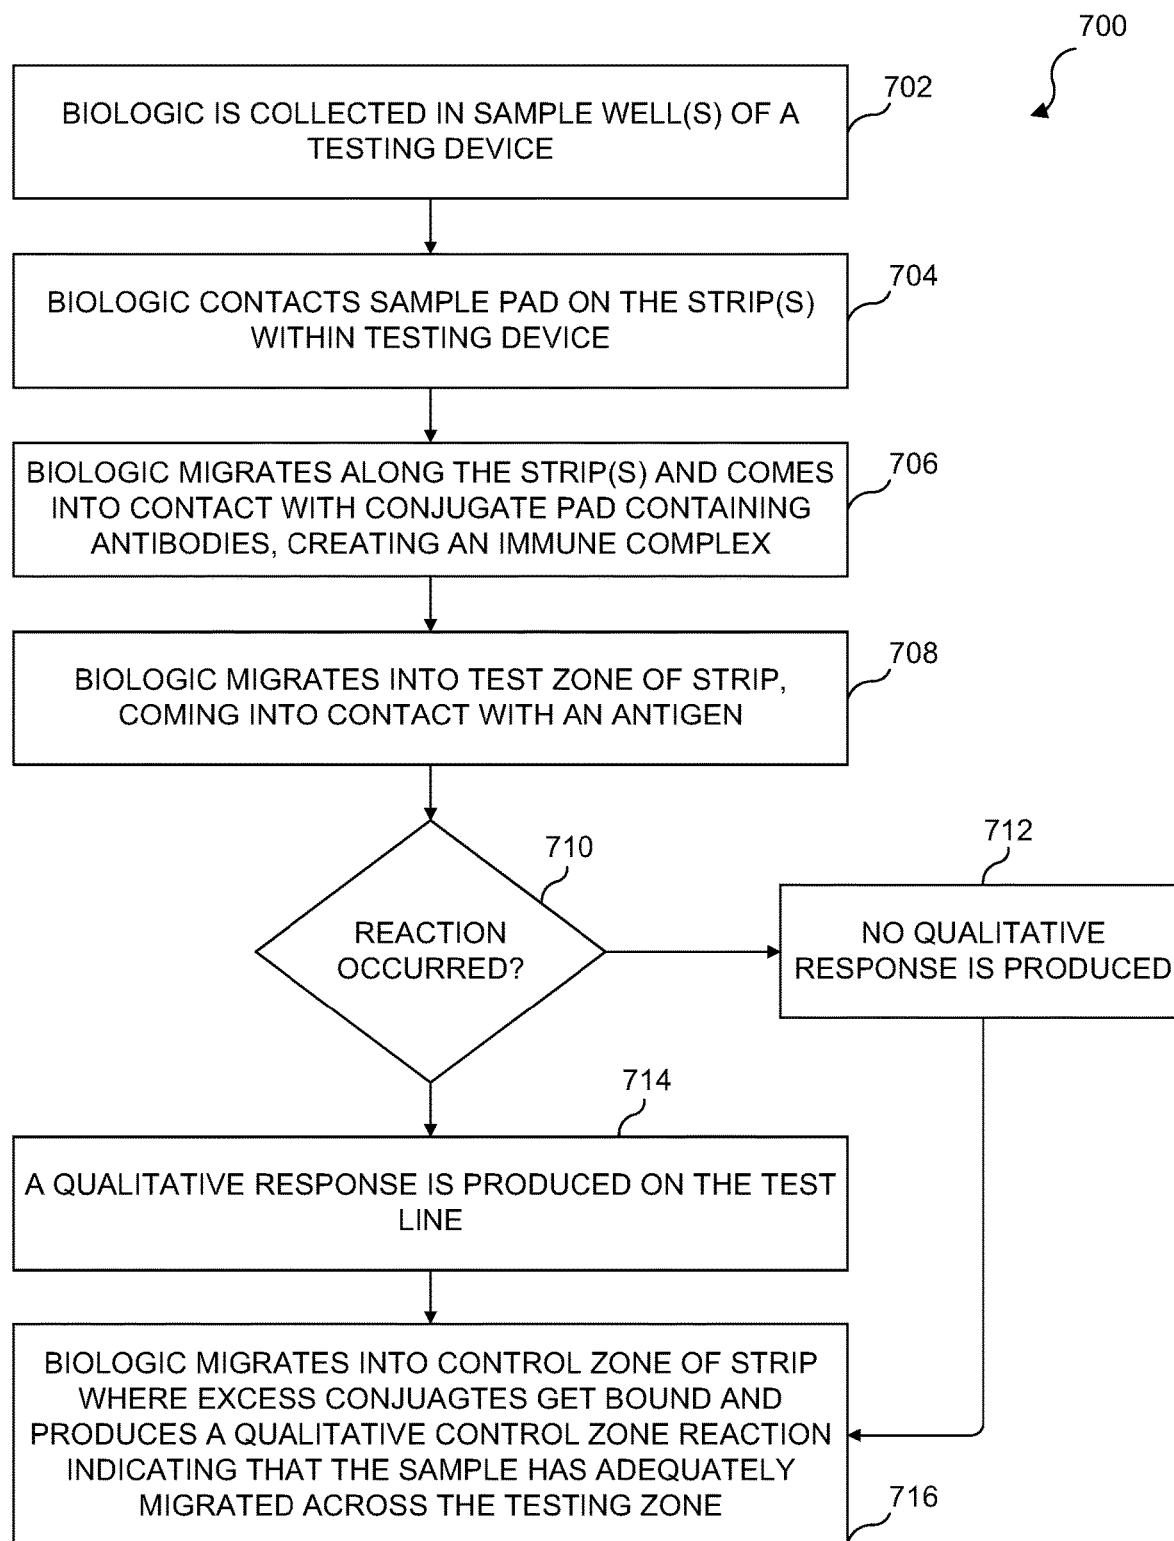 700
BIOLOGIC IS COLLECTED IN SAMPLE WELL(S) OF A
TESTING DEVICE
702
BIOLOGIC CONTACTS SAMPLE PAD ON THE STRIP(S)
WITHIN TESTING DEVICE
704
BIOLOGIC MIGRATES ALONG THE STRIP(S) AND COMES
INTO CONTACT WITH CONJUGATE PAD CONTAINING
ANTIBODIES, CREATING AN IMMUNE COMPLEX
706
BIOLOGIC MIGRATES INTO TEST ZONE OF STRIP,
COMING INTO CONTACT WITH AN ANTIGEN
708
REACTION
OCCURRED?
710
712
NO QUALITATIVE
RESPONSE IS PRODUCED
714
A QUALITATIVE RESPONSE IS PRODUCED ON THE TEST
LINE
BIOLOGIC MIGRATES INTO CONTROL ZONE OF STRIP
WHERE EXCESS CONJUAGTES GET BOUND AND
PRODUCES A QUALITATIVE CONTROL ZONE REACTION
INDICATING THAT THE SAMPLE HAS ADEQUATELY
MIGRATED ACROSS THE TESTING ZONE
716